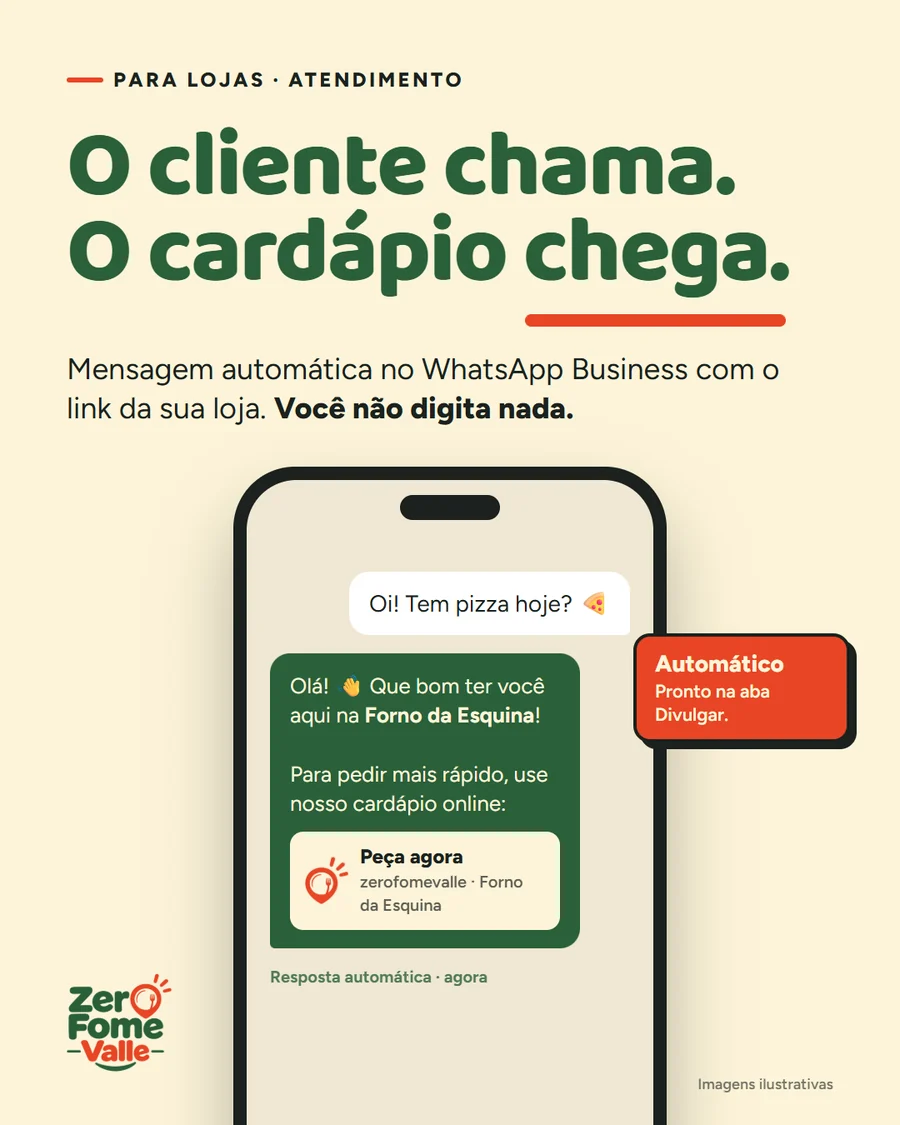 PARA LOJAS · ATENDIMENTO
O cliente chama.
O cardápio chega.
Mensagem automática no WhatsApp Business com o
link da sua loja. Você não digita nada.
Oi! Tem pizza hoje? 🍕
Automático
Pronto na aba
Divulgar.
Olá! 👋 Que bom ter você
aqui na Forno da Esquina!
Para pedir mais rápido, use
nosso cardápio online:
Peça agora
zerofomevalle · Forno
da Esquina
Resposta automática · agora
Zero
Fome
Valle
Imagens ilustrativas